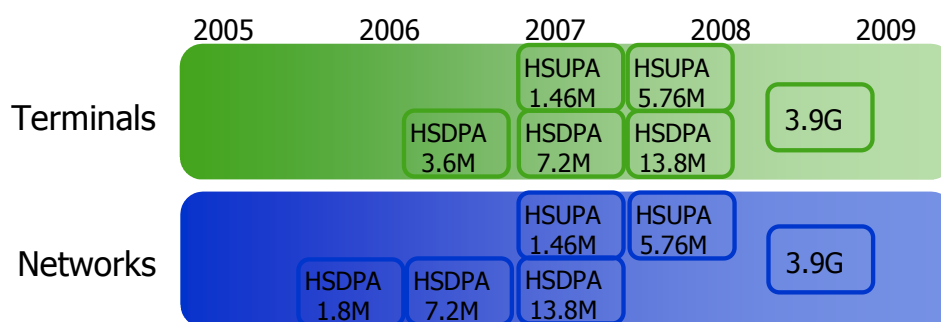 2005 2006 2007 2008 2009
Terminals
HSUPA
1.46M
HSUPA
5.76M
HSDPA
3.6M
HSDPA
7.2M
HSDPA
13.8M
3.9G
Networks
HSUPA
1.46M
HSUPA
5.76M
HSDPA
1.8M
HSDPA
7.2M
HSDPA
13.8M
3.9G